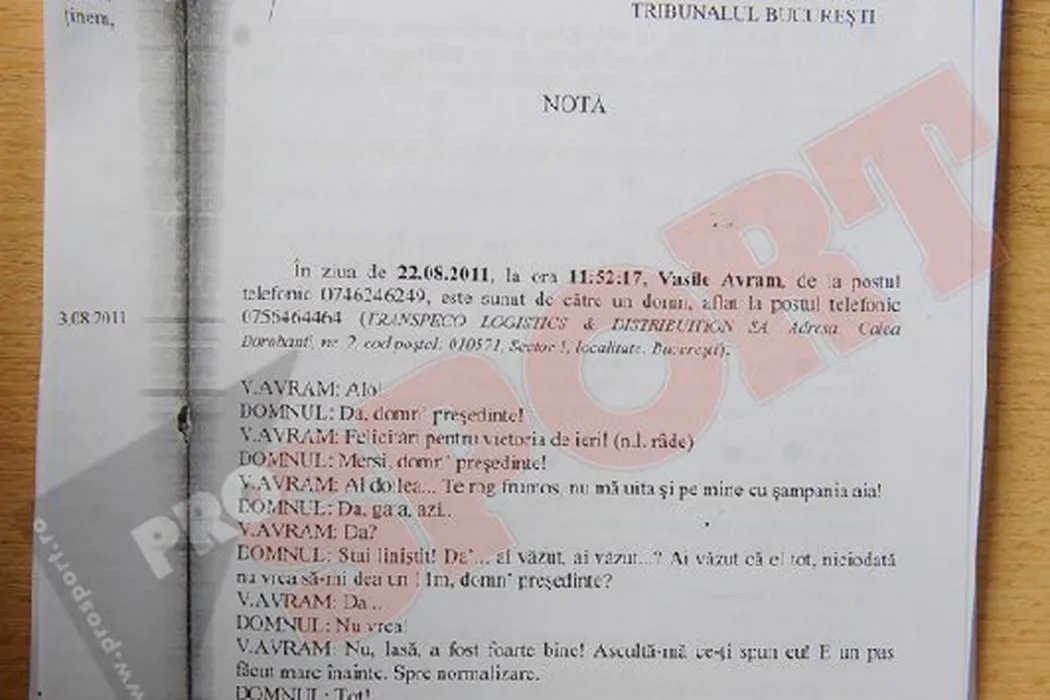 ținem,
TRIBUNALUL BUCUREȘTI
NOTĂ
În ziua de 22.08.2011, la ora 11:52:17, Vasile Avram, de la postul
telefonic 0746246249, este sunat de către un domn, aflat la postul telefonic
0756464464 (TRANSPECO LOGISTICS & DISTRIBUITION SA Adresa Calea
3.08.2011
Dorobanti, nr. 2, cod poștal. 010571, Sector 1, localitate. București).
V.AVRAM: Alo!
DOMNUL: Da, domn' președinte!
V.AVRAM: Felicitări pentru victoria de ieri! (n.l. râde)
DOMNUL: Mersi, domn' președinte!
V.AVRAM: Al doilea... Te rog frumos, nu mă uita și pe mine cu șampania aia!
DOMNUL: Da, gata, azi..
V.AVRAM: Da?
DOMNUL: Stai liniștit! Da'... ai văzut, ai văzut...? Ai văzut că el tot, niciodată
nu vrea să-mi dea un 11m, domn' președinte?
V.AVRAM: Da...
DOMNUL: Nu vrea!
V.AVRAM: Nu, lasă, a fost foarte bine! Ascultă-mă ce-ți spun eu! E un pas
făcut mare înainte. Spre normalizare.
DOMNUL: Tot!
PRO SPORT
www.prosport.ro